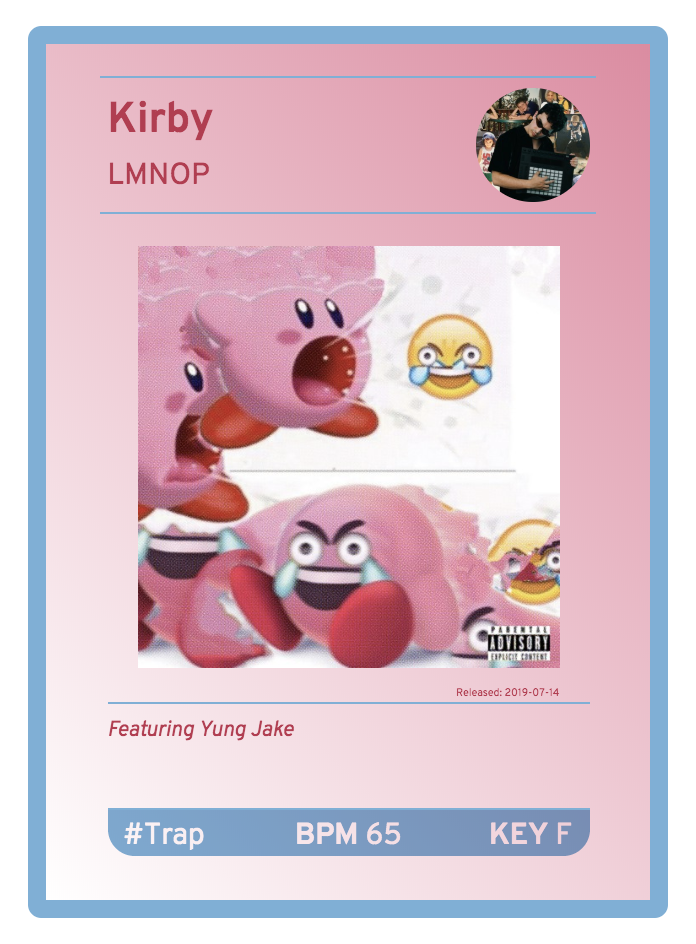 Kirby
LMNOP
PARENTAL
ADVISORY
EXPLICIT CONTENT
Released: 2019-07-14
Featuring Yung Jake
#Trap BPM 65 KEY F